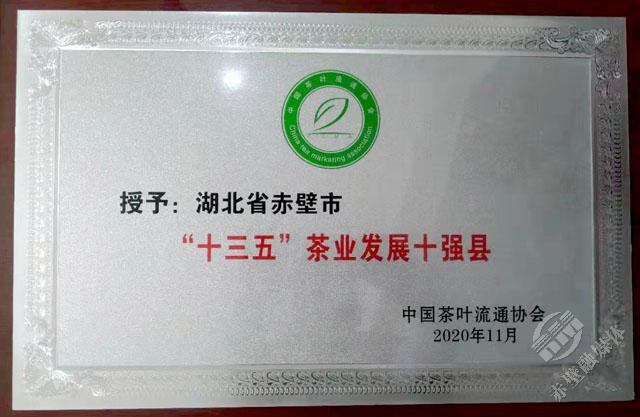 中国茶叶流通协会
China tea marketing association
授予：湖北省赤壁市
“十三五”茶业发展十强县
中国茶叶流通协会
2020年11月
赤壁融媒体